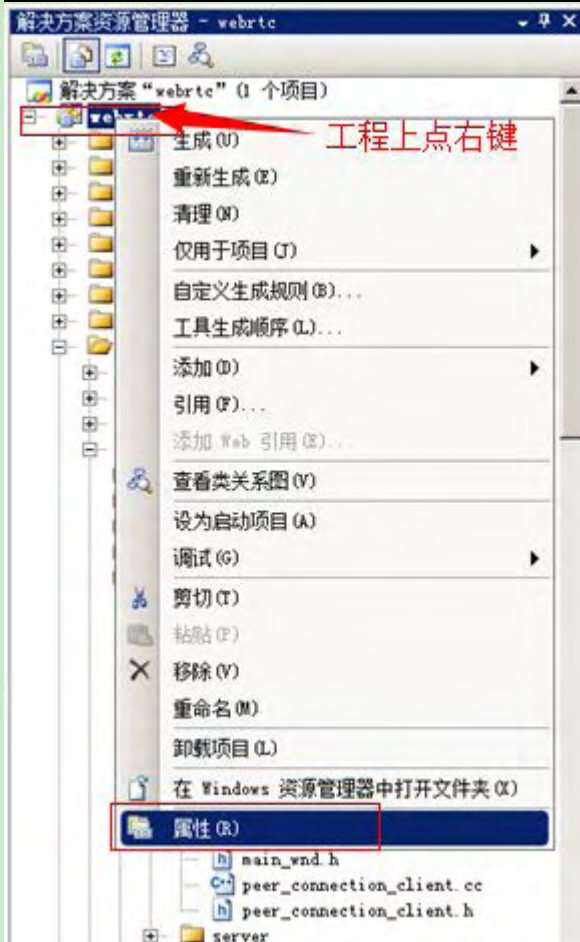 解决方案资源管理器 - webrtc
解决方案“webrtc”(1 个项目)
webrtc
工程上点右键
生成(U)
重新生成(E)
清理(N)
仅用于项目(J)
自定义生成规则(B)...
工具生成顺序(L)...
添加(D)
引用(F)...
添加 Web 引用(E)...
查看类关系图(V)
设为启动项目(A)
调试(G)
剪切(T)
粘贴(P)
移除(V)
重命名(M)
卸载项目(L)
在 Windows 资源管理器中打开文件夹(X)
属性(R)
main_wnd.h
peer_connection_client.cc
peer_connection_client.h
server